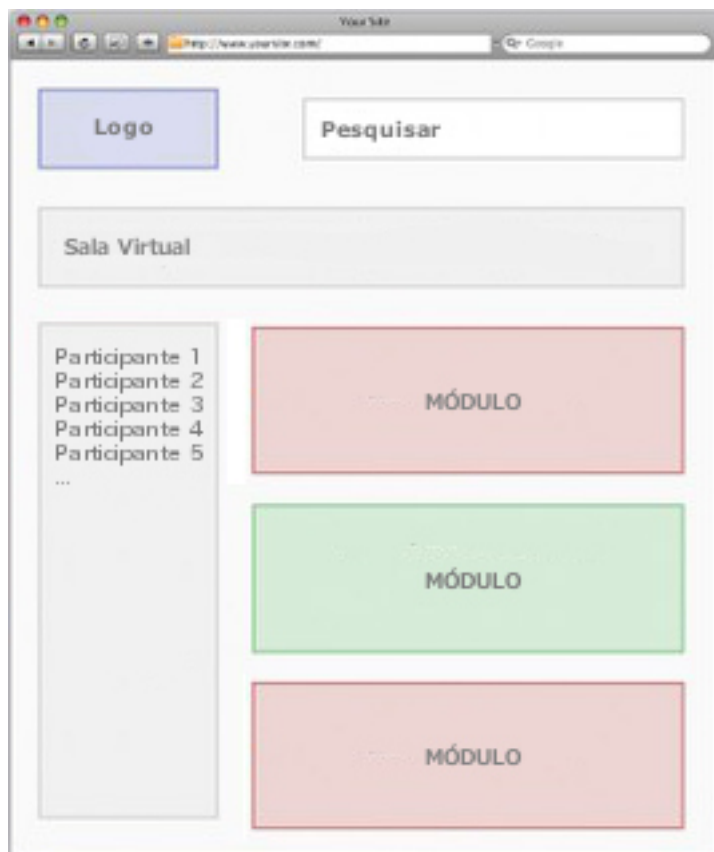 Your Site
http://www.yoursite.com/
Google
Logo
Pesquisar
Sala Virtual
Participante 1
Participante 2
Participante 3
Participante 4
Participante 5
...
MÓDULO
MÓDULO
MÓDULO